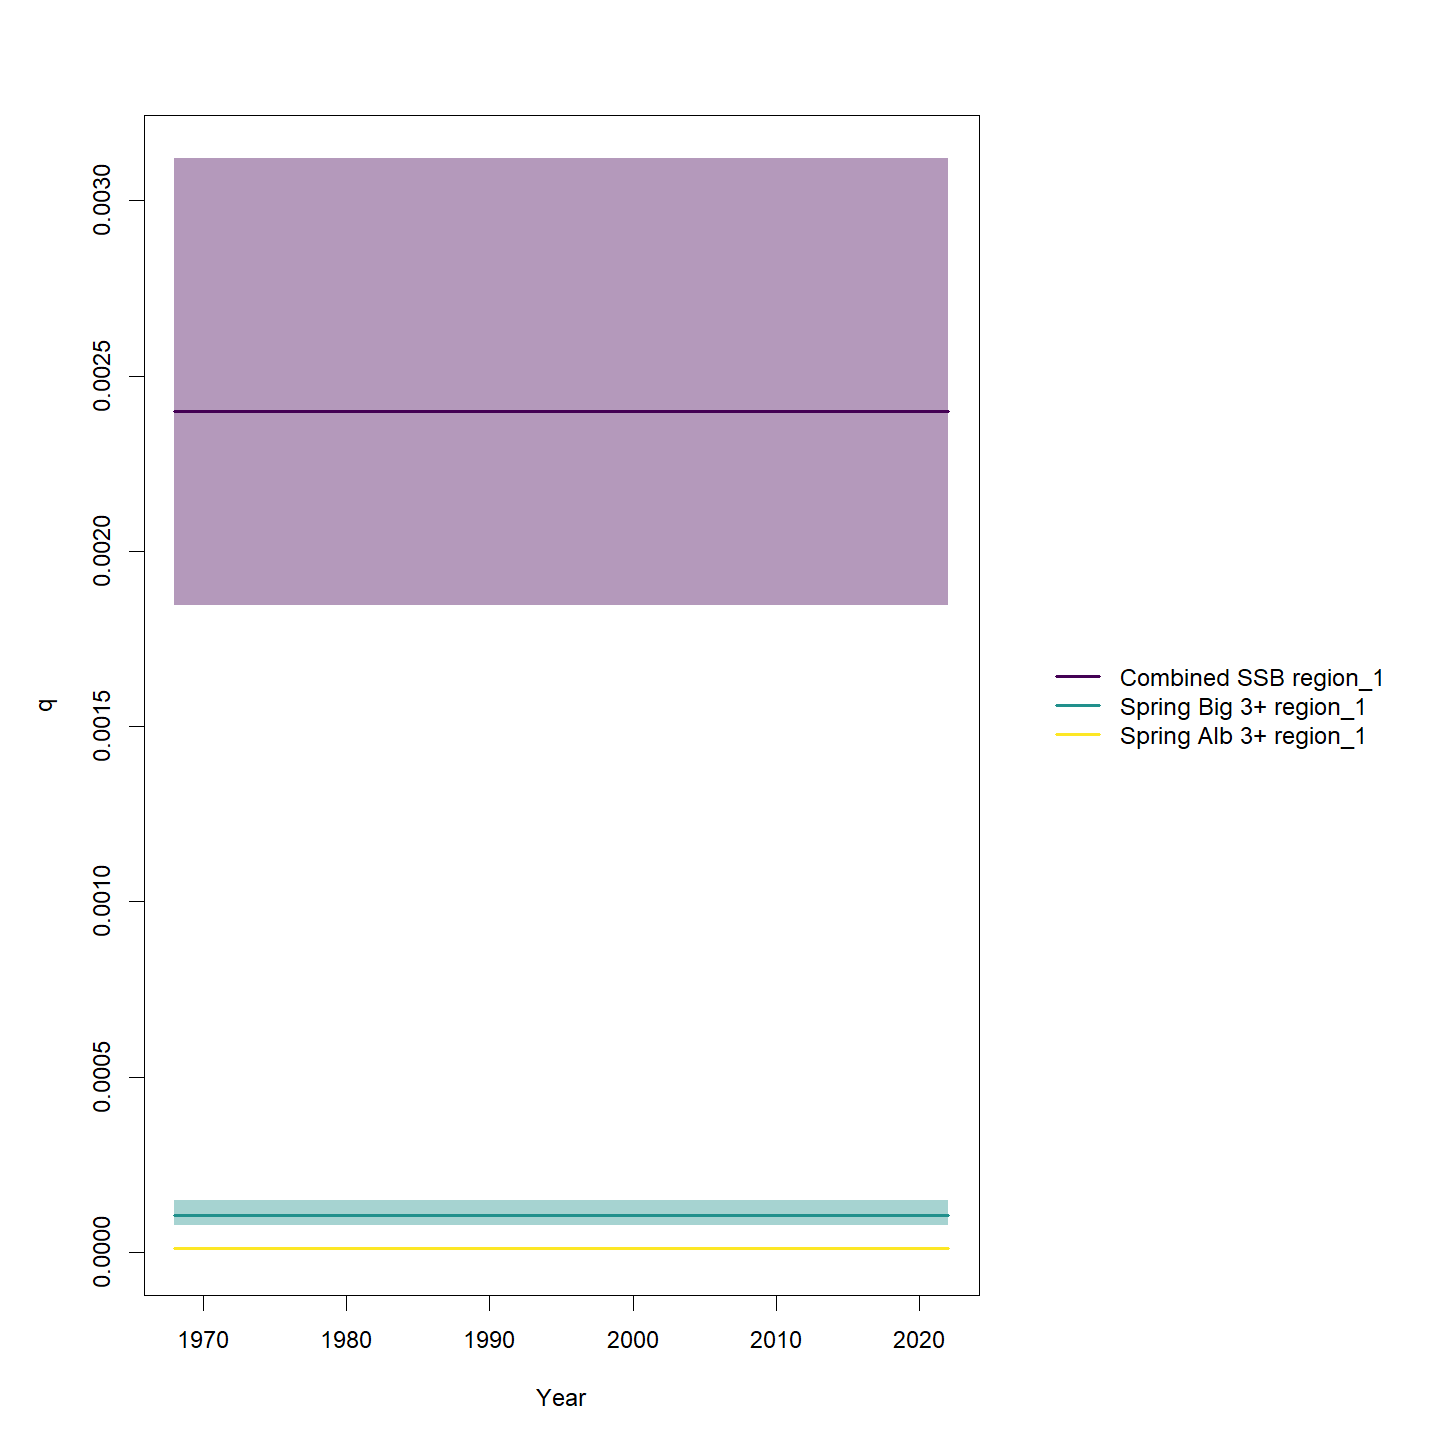 0.0030
0.0025
0.0020
0.0015
0.0010
0.0005
0.0000
q
1970 1980 1990 2000 2010 2020
Year
Combined SSB region_1
Spring Big 3+ region_1
Spring Alb 3+ region_1